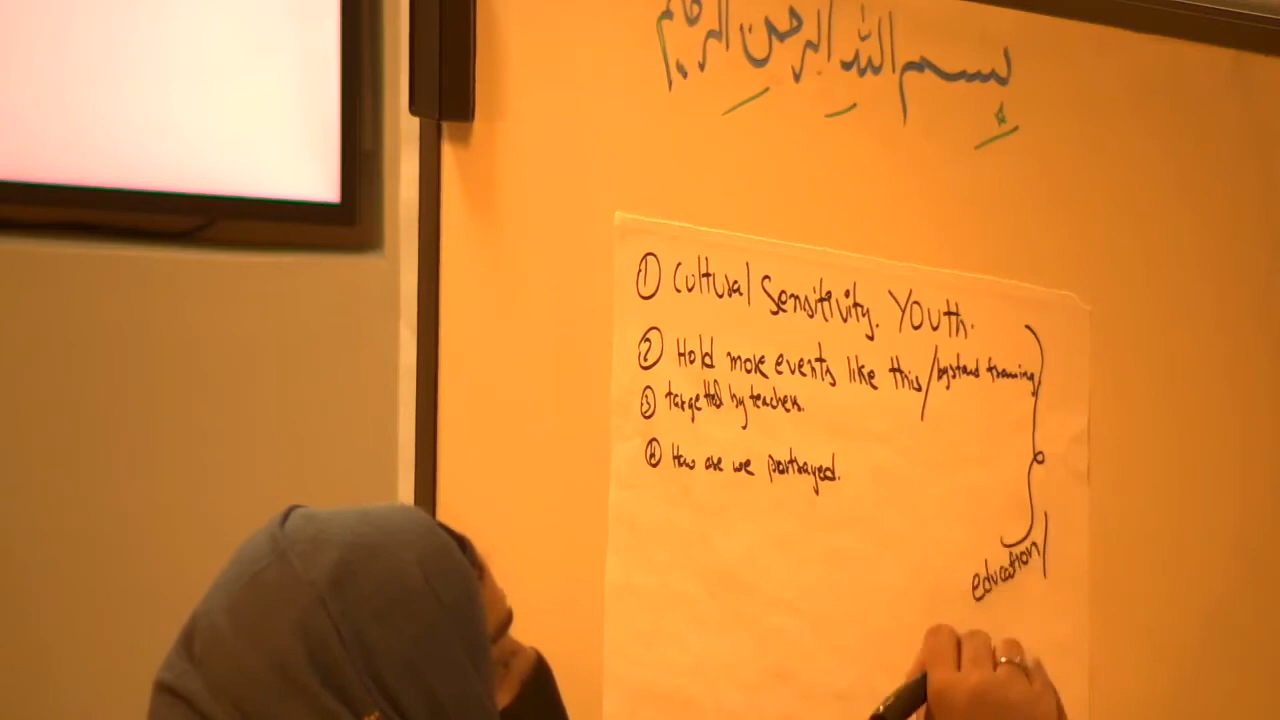 بسم الله الرحمن الرحيم
① Cultural Sensitivity. Youth.
② Hold more events like this/bystand training
③ targetted by teachers.
④ How are we portrayed.
education/